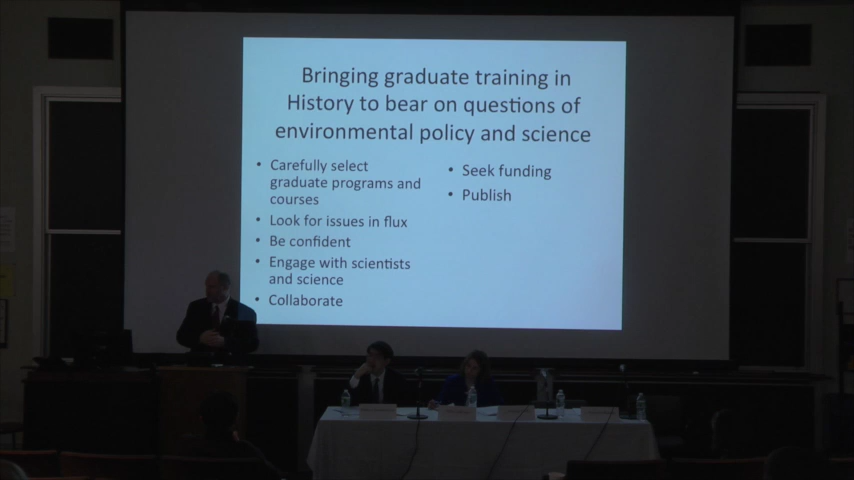 Bringing graduate training in
History to bear on questions of
environmental policy and science
• Carefully select
graduate programs and
courses
• Look for issues in flux
• Be confident
• Engage with scientists
and science
• Collaborate
• Seek funding
• Publish